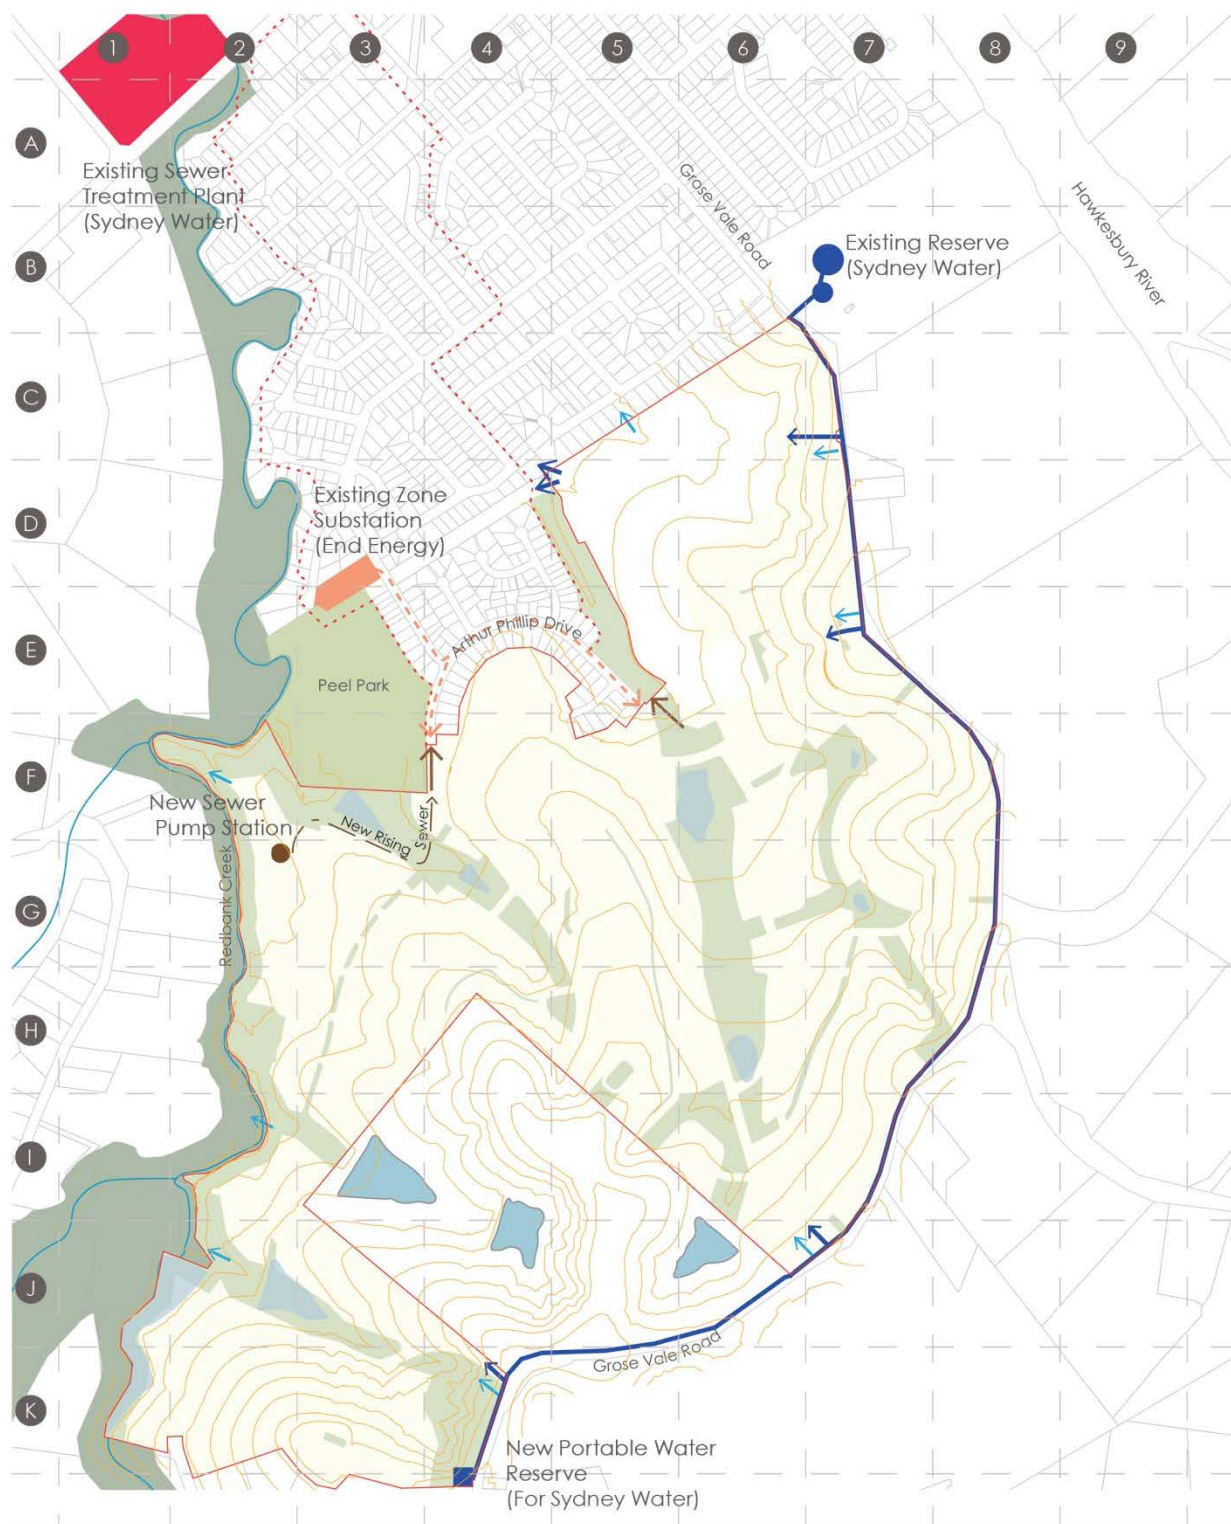 1
2
3
4
5
6
7
8
9
A
Existing Sewer
Treatment Plant
(Sydney Water)
Grose Vale Road
Hawkesbury River
B
Existing Reserve
(Sydney Water)
C
Existing Zone
Substation
(End Energy)
D
Arthur Phillip Drive
E
Peel Park
F
New Sewer
Pump Station
New Rising
Sewer
Redbank Creek
G
H
I
J
Grose Vale Road
K
New Portable Water
Reserve
(For Sydney Water)